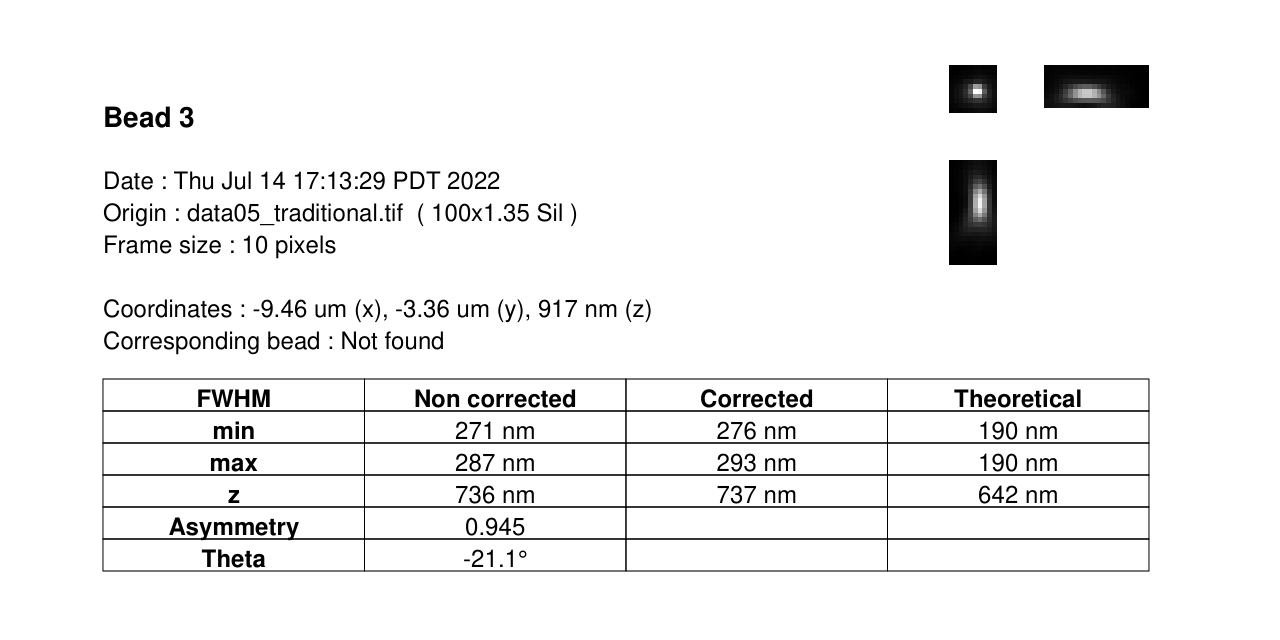 Bead 3
Date : Thu Jul 14 17:13:29 PDT 2022
Origin : data05_traditional.tif  ( 100x1.35 Sil )
Frame size : 10 pixels
Coordinates : -9.46 um (x), -3.36 um (y), 917 nm (z)
Corresponding bead : Not found
FWHM Non corrected Corrected Theoretical
min 271 nm 276 nm 190 nm
max 287 nm 293 nm 190 nm
z 736 nm 737 nm 642 nm
Asymmetry 0.945
Theta -21.1°